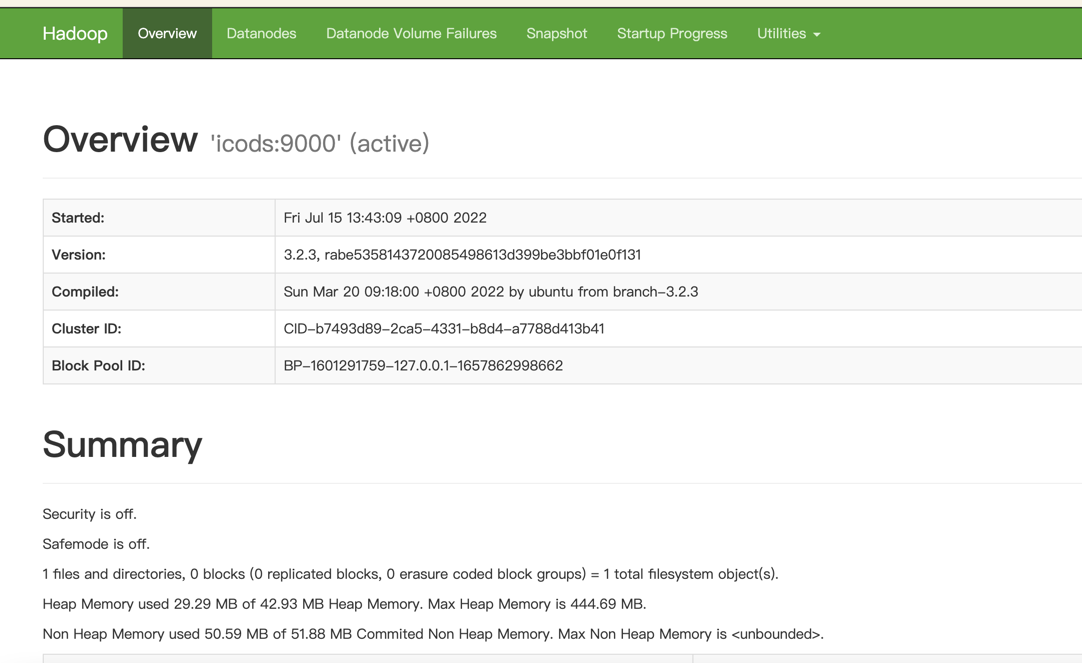 Hadoop Overview Datanodes Datanode Volume Failures Snapshot Startup Progress Utilities
Overview 'icods:9000' (active)
Started: Fri Jul 15 13:43:09 +0800 2022
Version: 3.2.3, rabe5358143720085498613d399be3bbf01e0f131
Compiled: Sun Mar 20 09:18:00 +0800 2022 by ubuntu from branch-3.2.3
Cluster ID: CID-b7493d89-2ca5-4331-b8d4-a7788d413b41
Block Pool ID: BP-1601291759-127.0.0.1-1657862998662
Summary
Security is off.
Safemode is off.
1 files and directories, 0 blocks (0 replicated blocks, 0 erasure coded block groups) = 1 total filesystem object(s).
Heap Memory used 29.29 MB of 42.93 MB Heap Memory. Max Heap Memory is 444.69 MB.
Non Heap Memory used 50.59 MB of 51.88 MB Commited Non Heap Memory. Max Non Heap Memory is <unbounded>.